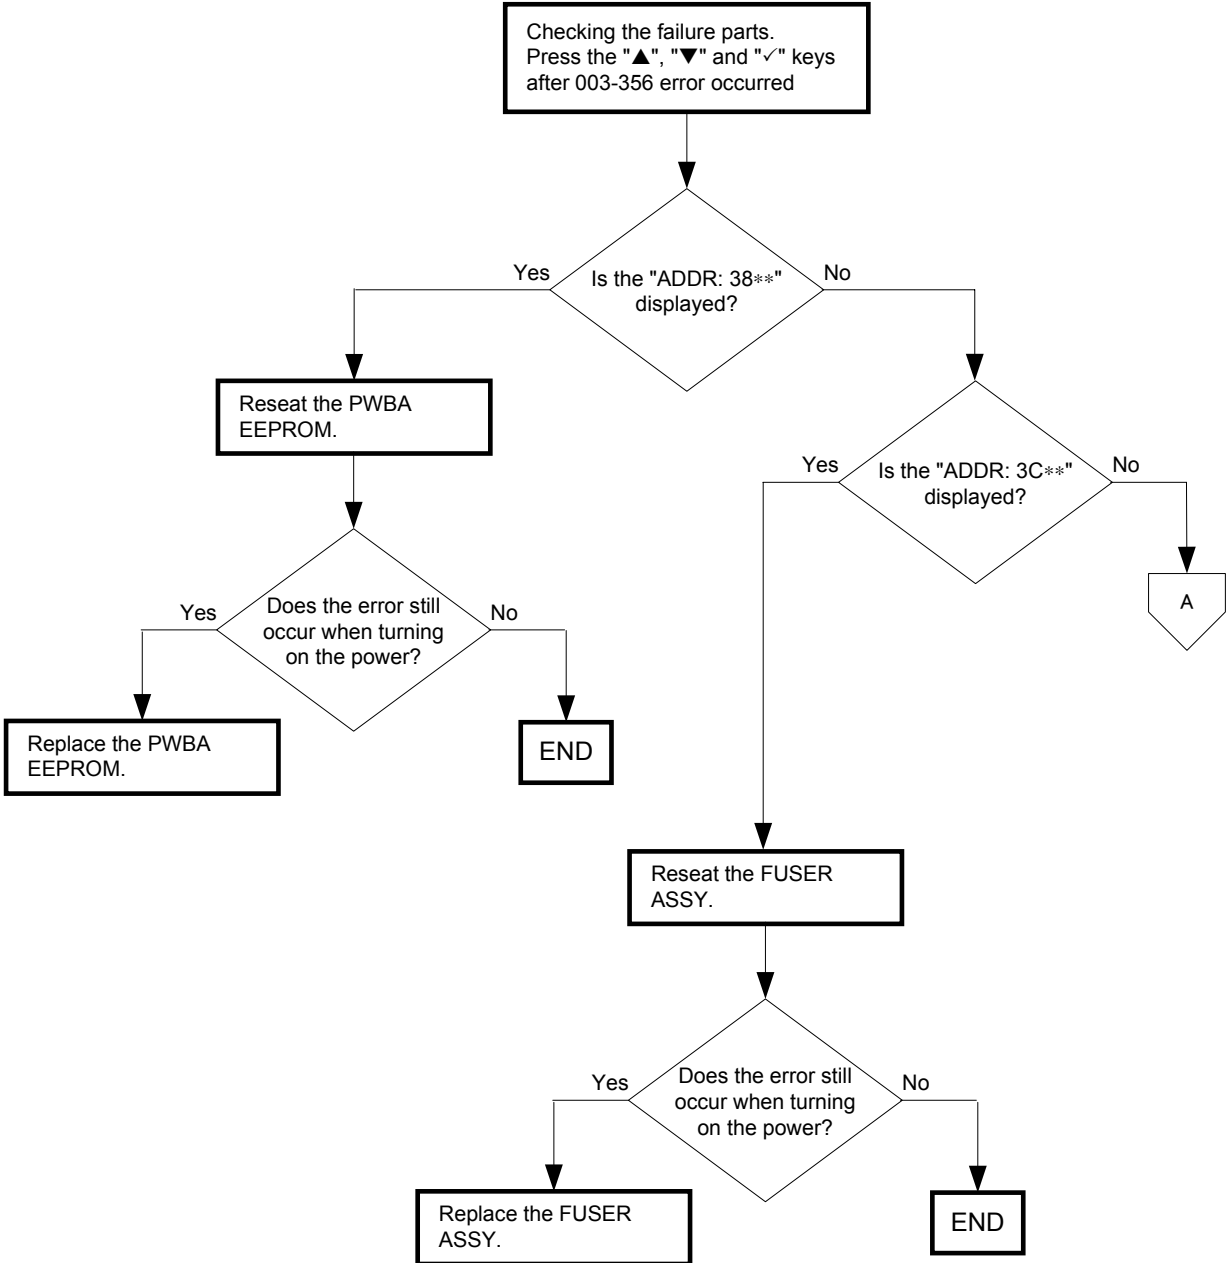 Checking the failure parts.
Press the "▲", "▼" and "✓" keys
after 003-356 error occurred
Is the "ADDR: 38**"
displayed?
Yes
No
Reseat the PWBA
EEPROM.
Is the "ADDR: 3C**"
displayed?
Yes
No
A
Does the error still
occur when turning
on the power?
Yes
No
Replace the PWBA
EEPROM.
END
Reseat the FUSER
ASSY.
Does the error still
occur when turning
on the power?
Yes
No
Replace the FUSER
ASSY.
END